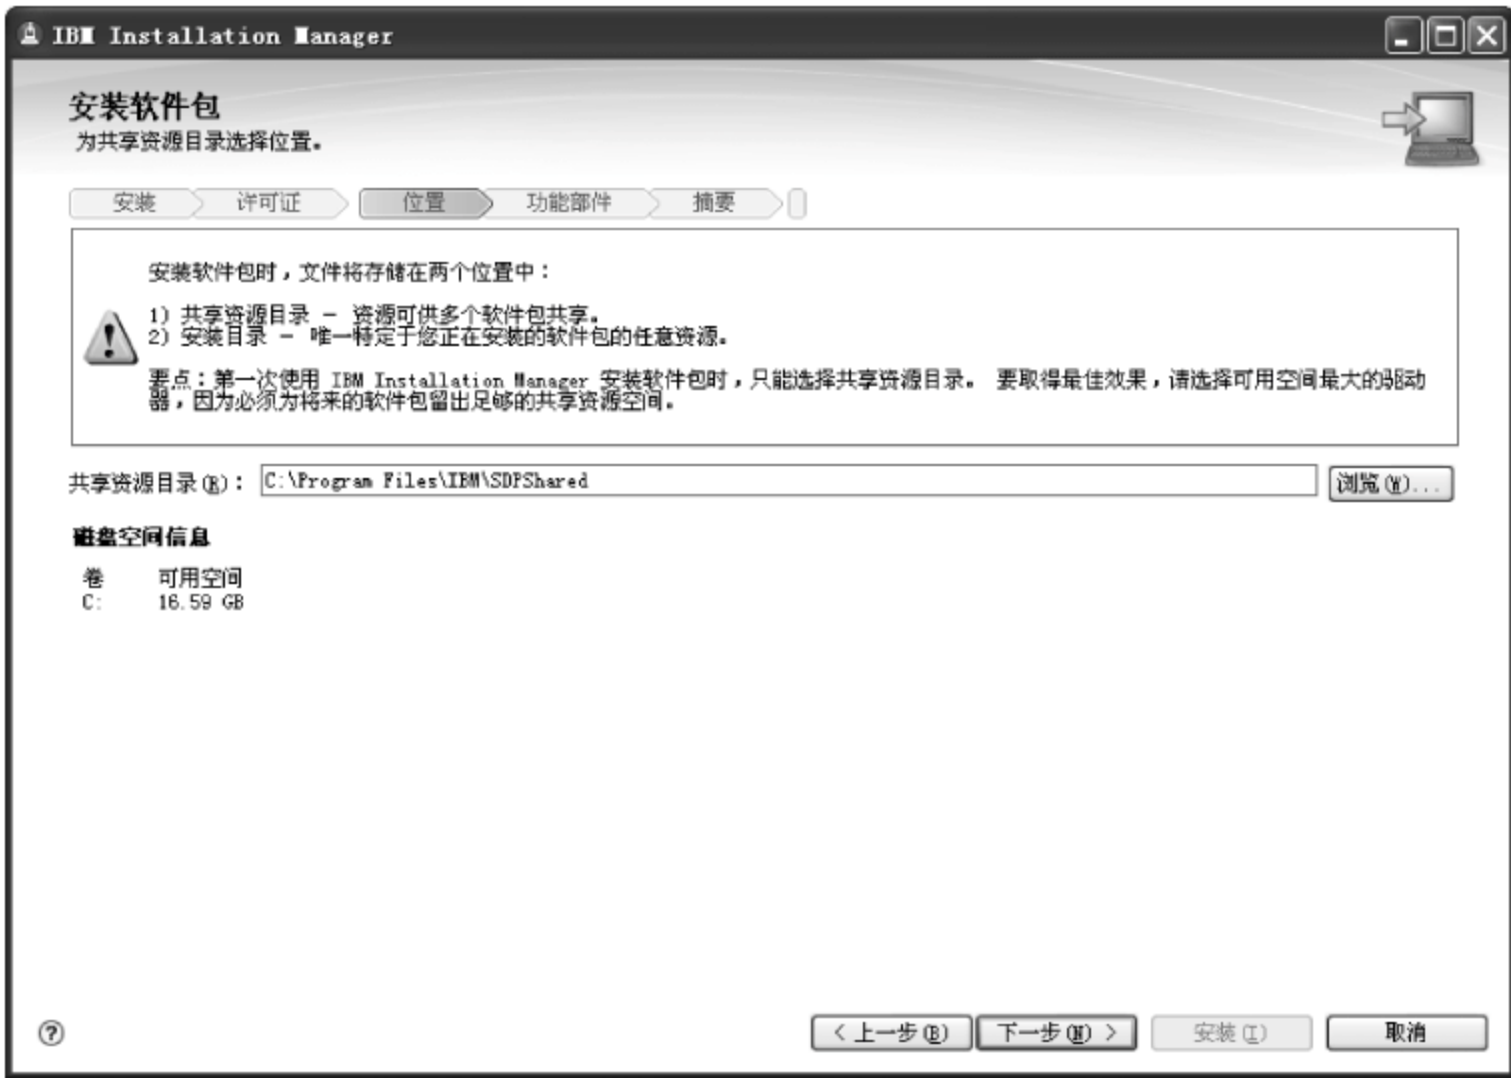 IBM Installation Manager
安装软件包
为共享资源目录选择位置。
安装 许可证 位置 功能部件 摘要
安装软件包时，文件将存储在两个位置中：
1) 共享资源目录 - 资源可供多个软件包共享。
2) 安装目录 - 唯一特定于您正在安装的软件包的任意资源。
要点：第一次使用 IBM Installation Manager 安装软件包时，只能选择共享资源目录。 要取得最佳效果，请选择可用空间最大的驱动
器，因为必须为将来的软件包留出足够的共享资源空间。
共享资源目录(R)： C:\Program Files\IBM\SDPShared 浏览(W)...
磁盘空间信息
卷 可用空间
C: 16.59 GB
? < 上一步(B) 下一步(N) > 安装(I) 取消